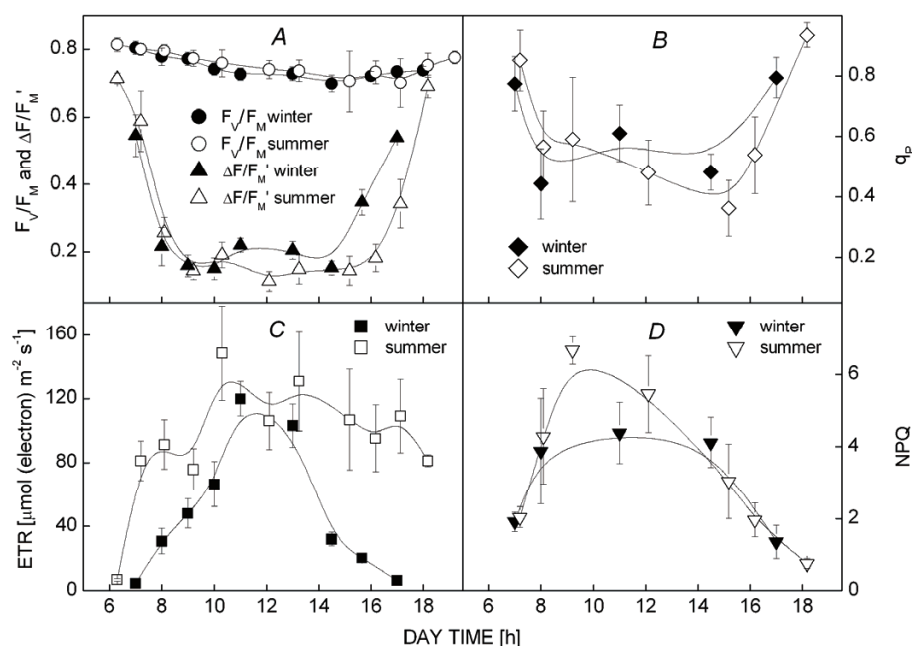 A
B
0.8
0.6
0.4
0.2
F_V/F_M and ΔF/F_M'
F_V/F_M winter
F_V/F_M summer
ΔF/F_M' winter
ΔF/F_M' summer
winter
summer
0.8
0.6
0.4
0.2
q_P
C
D
160
120
80
40
0
ETR [μmol (electron) m⁻² s⁻¹]
winter
summer
winter
summer
6
4
2
0
NPQ
6 8 10 12 14 16 18
6 8 10 12 14 16 18
DAY TIME [h]